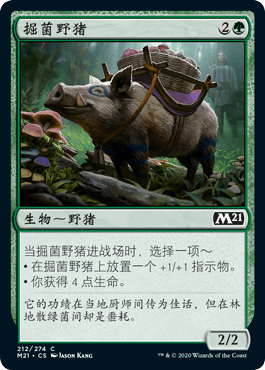 掘菌野猪 2
生物～野猪 M21
当掘菌野猪进战场时，选择一项～
• 在掘菌野猪上放置一个 +1/+1 指示物。
• 你获得 4 点生命。
它的功绩在当地厨师间传为佳话，但在林
地散绿菌间却是噩耗。
2/2
212/274 C
M21 • CS JASON KANG
™ & © 2020 Wizards of the Coast